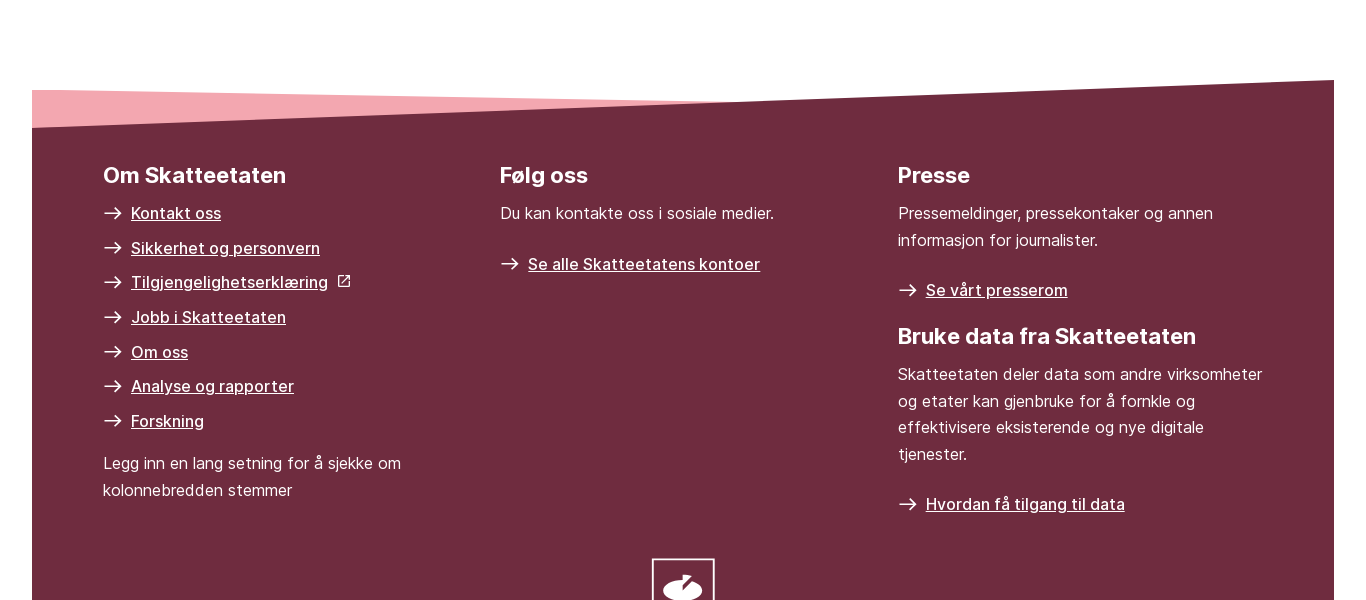 Om Skatteetaten
Kontakt oss
Sikkerhet og personvern
Tilgjengelighetserklæring
Jobb i Skatteetaten
Om oss
Analyse og rapporter
Forskning
Legg inn en lang setning for å sjekke om
kolonnebredden stemmer
Følg oss
Du kan kontakte oss i sosiale medier.
Se alle Skatteetatens kontoer
Presse
Pressemeldinger, pressekontaker og annen
informasjon for journalister.
Se vårt presserom
Bruke data fra Skatteetaten
Skatteetaten deler data som andre virksomheter
og etater kan gjenbruke for å fornkle og
effektivisere eksisterende og nye digitale
tjenester.
Hvordan få tilgang til data